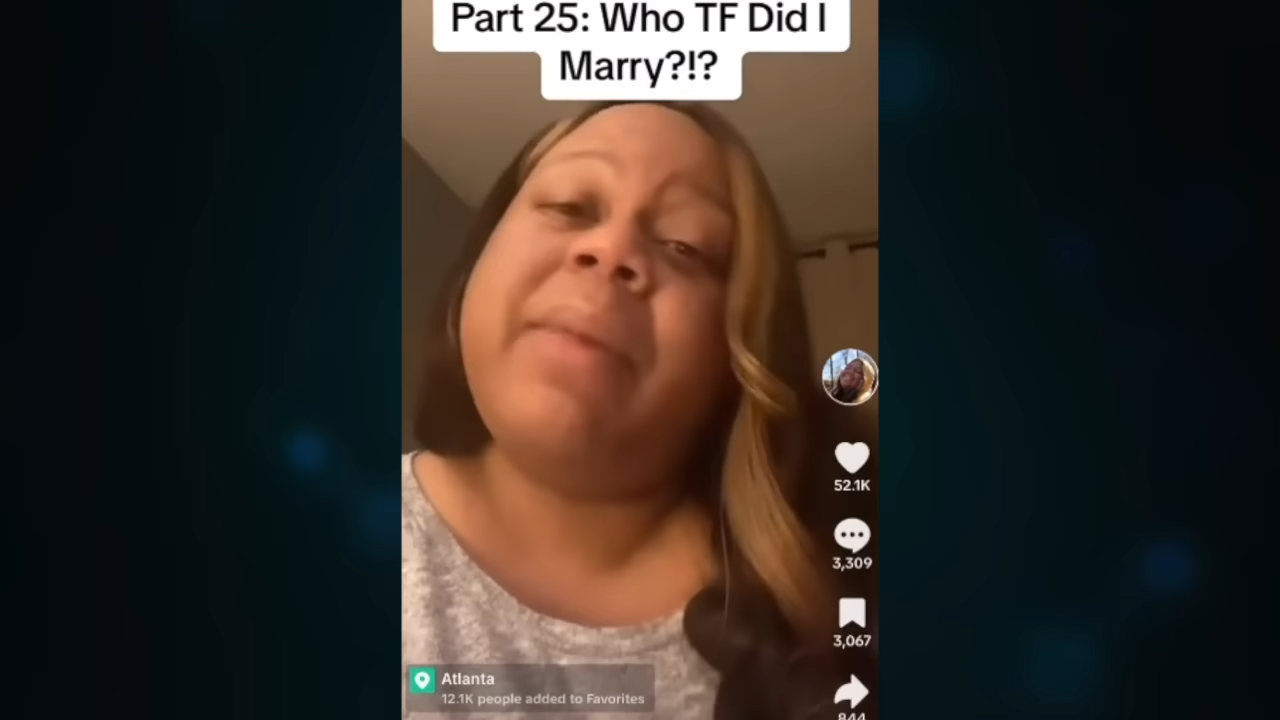 Part 25: Who TF Did I
Marry?!?
52.1K
3,309
3,067
Atlanta
12.1K people added to Favorites
844